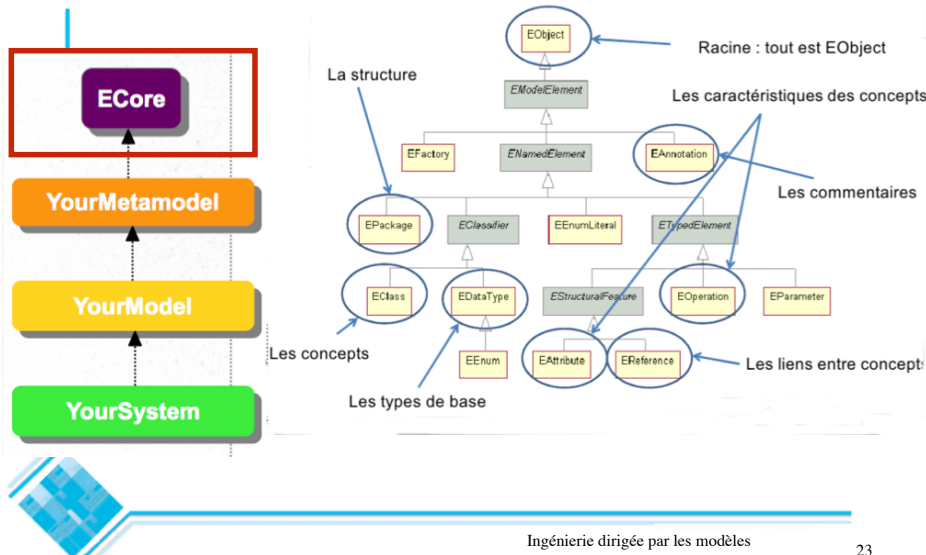 ECore
YourMetamodel
YourModel
YourSystem
EObject
Racine : tout est EObject
La structure
EModelElement
Les caractéristiques des concepts
EFactory
ENamedElement
EAnnotation
Les commentaires
EPackage
EClassifier
EEnumLiteral
ETypedElement
EClass
EDataType
EStructuralFeature
EOperation
EParameter
Les concepts
EEnum
EAttribute
EReference
Les liens entre concepts
Les types de base
Ingénierie dirigée par les modèles
23